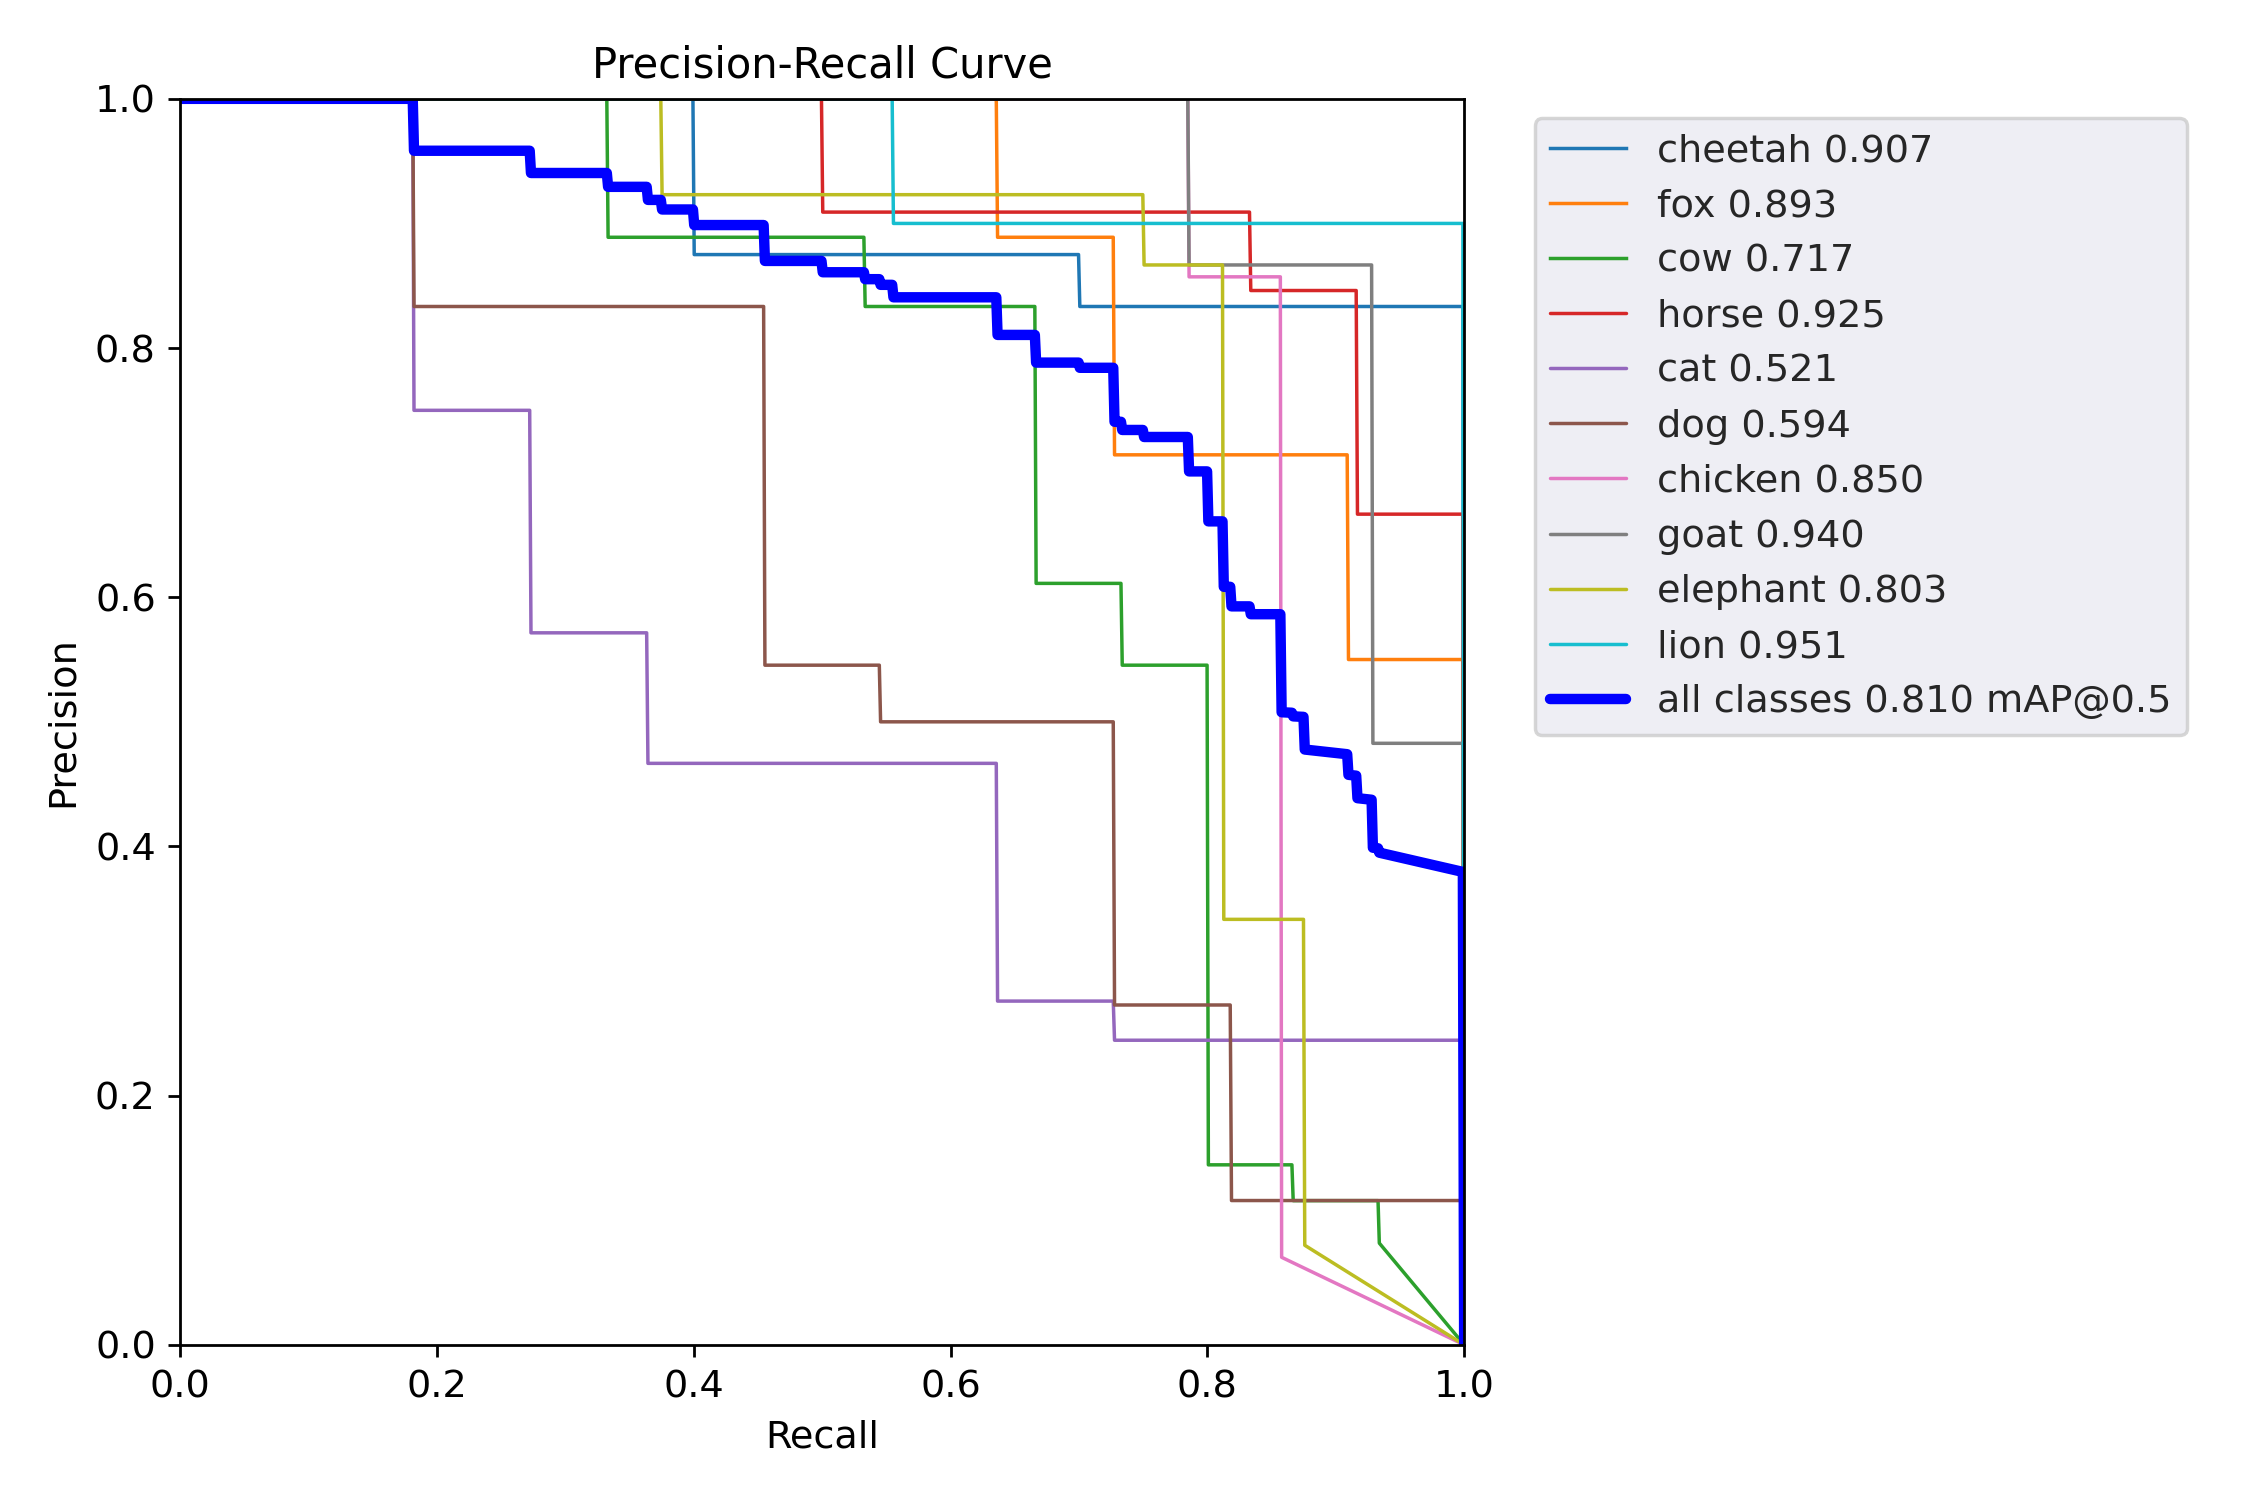 Precision-Recall Curve
1.0
0.8
0.6
0.4
0.2
0.0
Precision
0.0 0.2 0.4 0.6 0.8 1.0
Recall
cheetah 0.907
fox 0.893
cow 0.717
horse 0.925
cat 0.521
dog 0.594
chicken 0.850
goat 0.940
elephant 0.803
lion 0.951
all classes 0.810 mAP@0.5